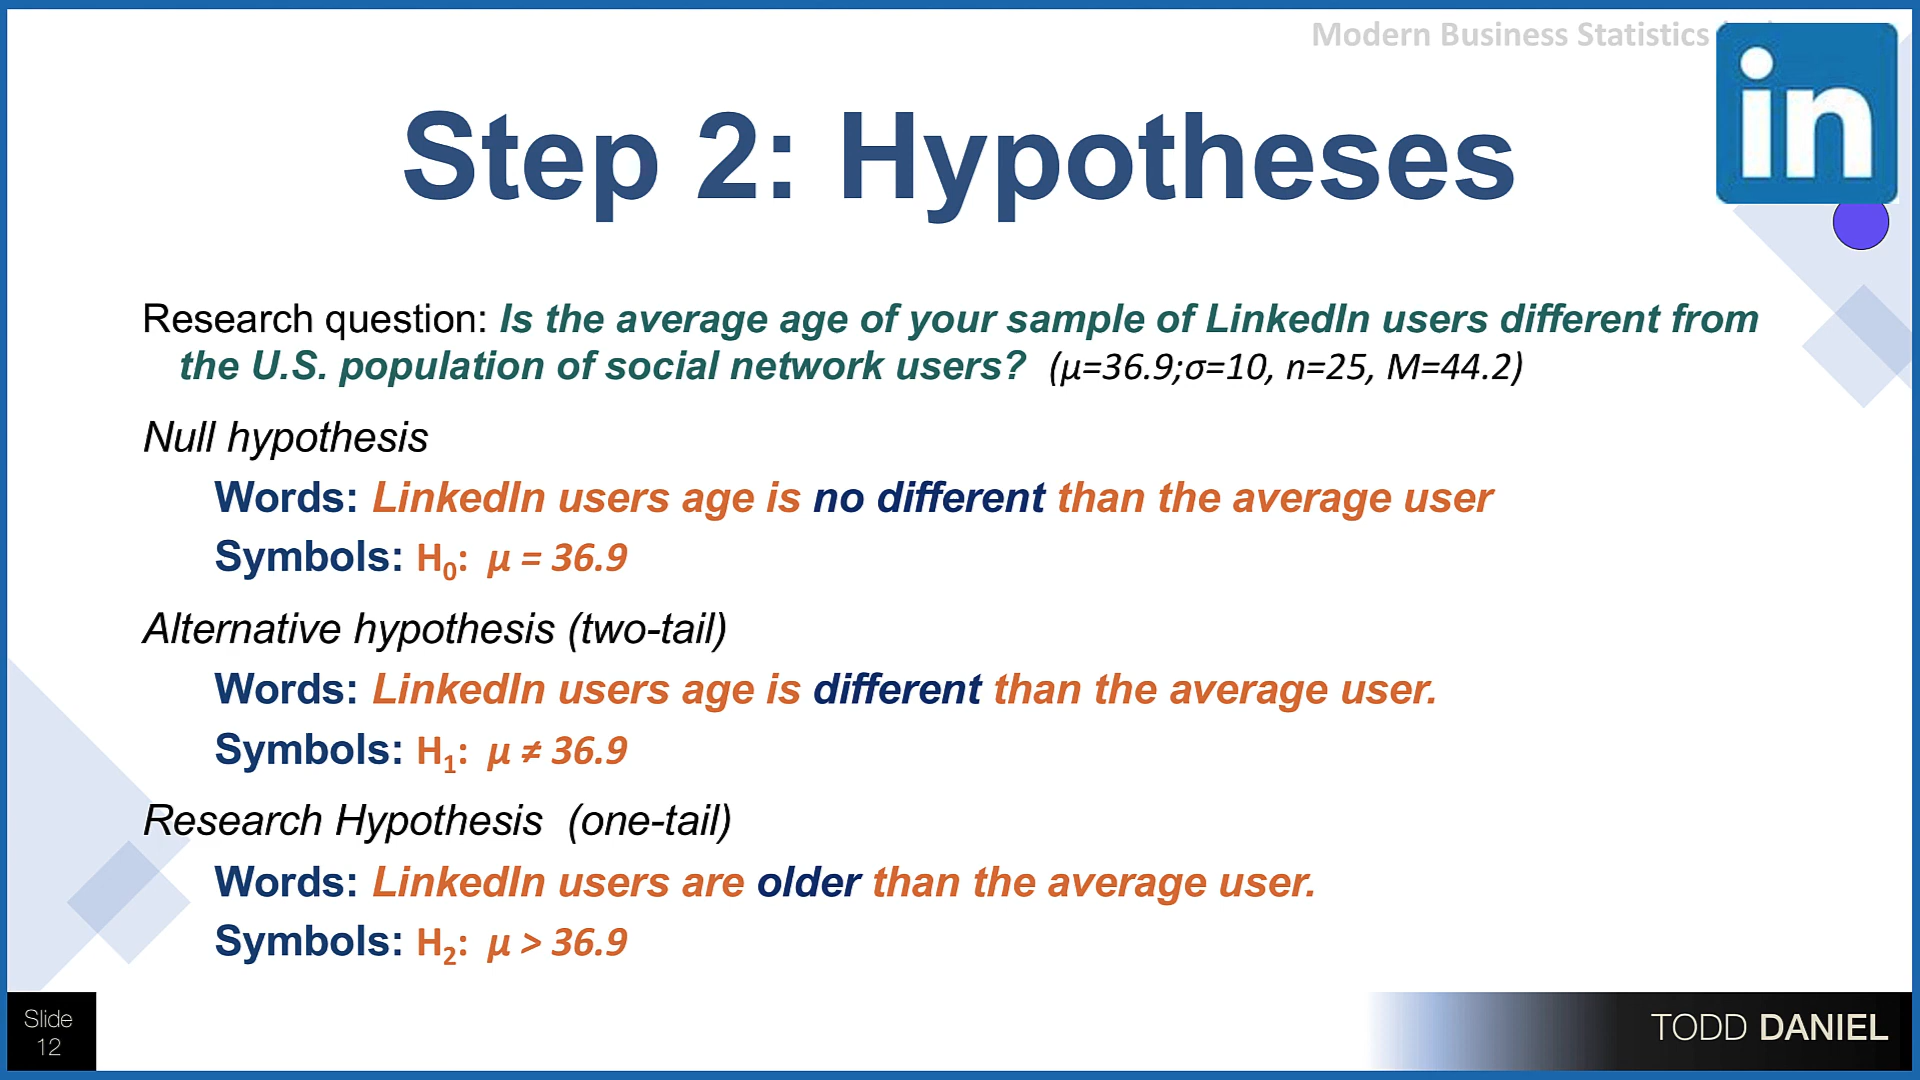 Modern Business Statistics
in
Step 2: Hypotheses
Research question: Is the average age of your sample of LinkedIn users different from
the U.S. population of social network users? (μ=36.9;σ=10, n=25, M=44.2)
Null hypothesis
Words: LinkedIn users age is no different than the average user
Symbols: H₀: μ = 36.9
Alternative hypothesis (two-tail)
Words: LinkedIn users age is different than the average user.
Symbols: H₁: μ ≠ 36.9
Research Hypothesis (one-tail)
Words: LinkedIn users are older than the average user.
Symbols: H₂: μ > 36.9
Slide
12
TODD DANIEL